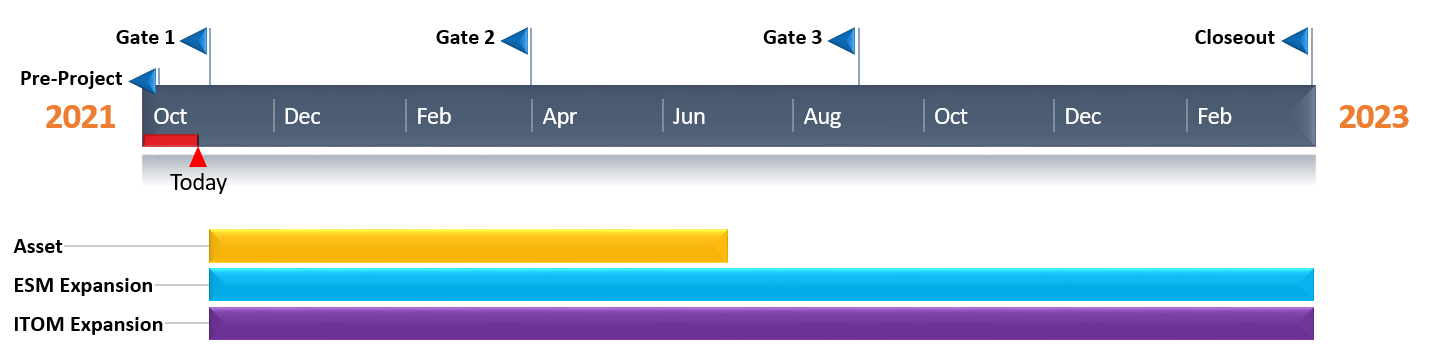 Gate 1
Gate 2
Gate 3
Closeout
Pre-Project
2021 Oct Dec Feb Apr Jun Aug Oct Dec Feb 2023
Today
Asset
ESM Expansion
ITOM Expansion